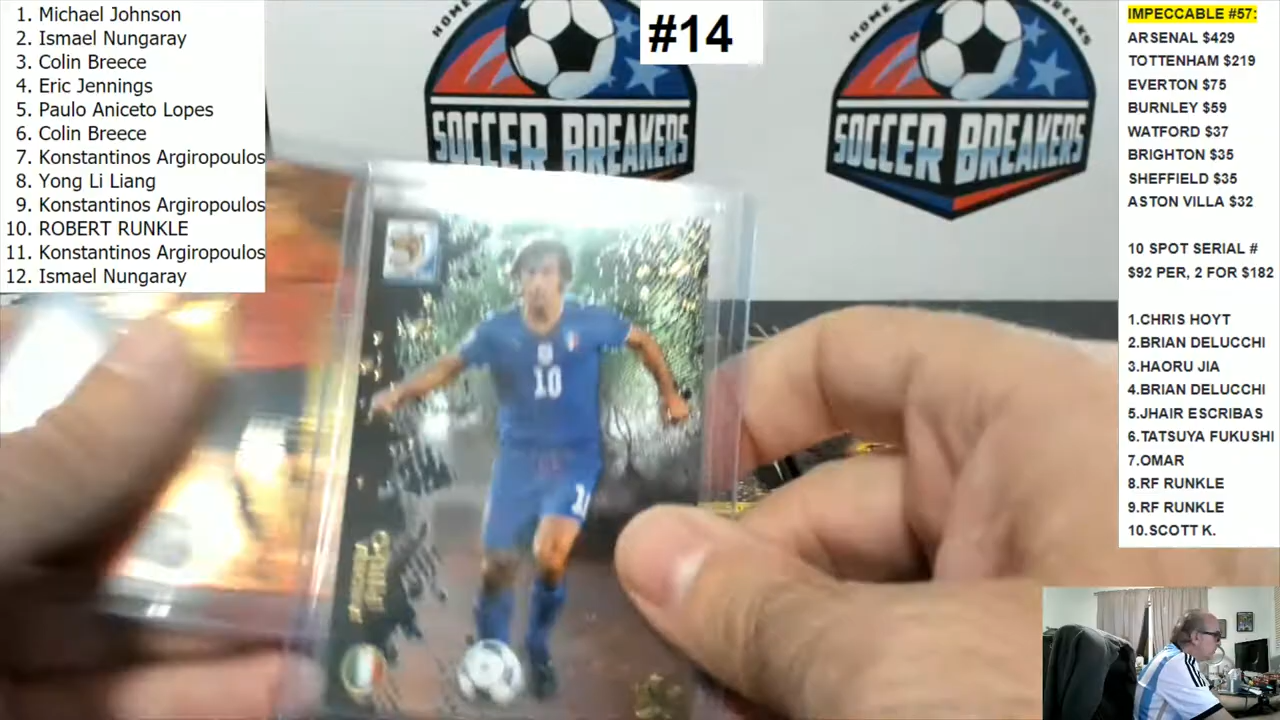 1. Michael Johnson
2. Ismael Nungaray
3. Colin Breece
4. Eric Jennings
5. Paulo Aniceto Lopes
6. Colin Breece
7. Konstantinos Argiropoulos
8. Yong Li Liang
9. Konstantinos Argiropoulos
10. ROBERT RUNKLE
11. Konstantinos Argiropoulos
12. Ismael Nungaray
#14
SOCCER BREAKERS
SOCCER BREAKERS
10
IMPECCABLE #57:
ARSENAL $429
TOTTENHAM $219
EVERTON $75
BURNLEY $59
WATFORD $37
BRIGHTON $35
SHEFFIELD $35
ASTON VILLA $32
10 SPOT SERIAL #
$92 PER, 2 FOR $182
1.CHRIS HOYT
2.BRIAN DELUCCHI
3.HAORU JIA
4.BRIAN DELUCCHI
5.JHAIR ESCRIBAS
6.TATSUYA FUKUSHI
7.OMAR
8.RF RUNKLE
9.RF RUNKLE
10.SCOTT K.